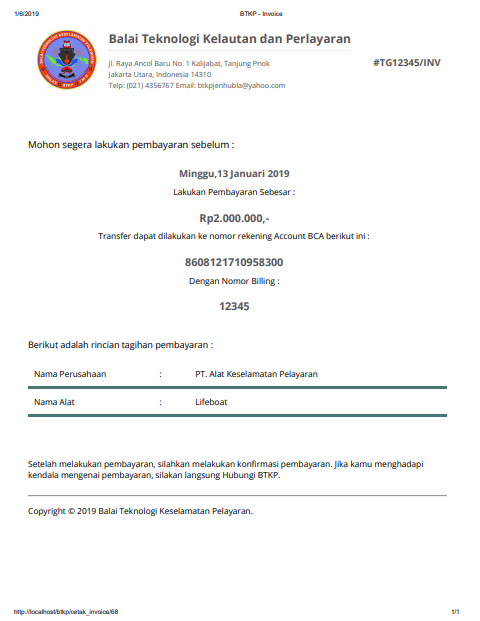 1/6/2019
BTKP - Invoice
Balai Teknologi Kelautan dan Perlayaran
Jl. Raya Ancol Baru No. 1 Kalijabat, Tanjung Priok
#TG12345/INV
Jakarta Utara, Indonesia 14310
Telp: (021) 4356767 Email: btkpjenhubla@yahoo.com
Mohon segera lakukan pembayaran sebelum :
Minggu,13 Januari 2019
Lakukan Pembayaran Sebesar :
Rp2.000.000,-
Transfer dapat dilakukan ke nomor rekening Account BCA berikut ini :
8608121710958300
Dengan Nomor Billing :
12345
Berikut adalah rincian tagihan pembayaran :
Nama Perusahaan : PT. Alat Keselamatan Pelayaran
Nama Alat : Lifeboat
Setelah melakukan pembayaran, silahkan melakukan konfirmasi pembayaran. Jika kamu menghadapi
kendala mengenai pembayaran, silakan langsung Hubungi BTKP.
Copyright © 2019 Balai Teknologi Keselamatan Pelayaran.
http://localhost/btkp/cetak_invoice/68
1/1